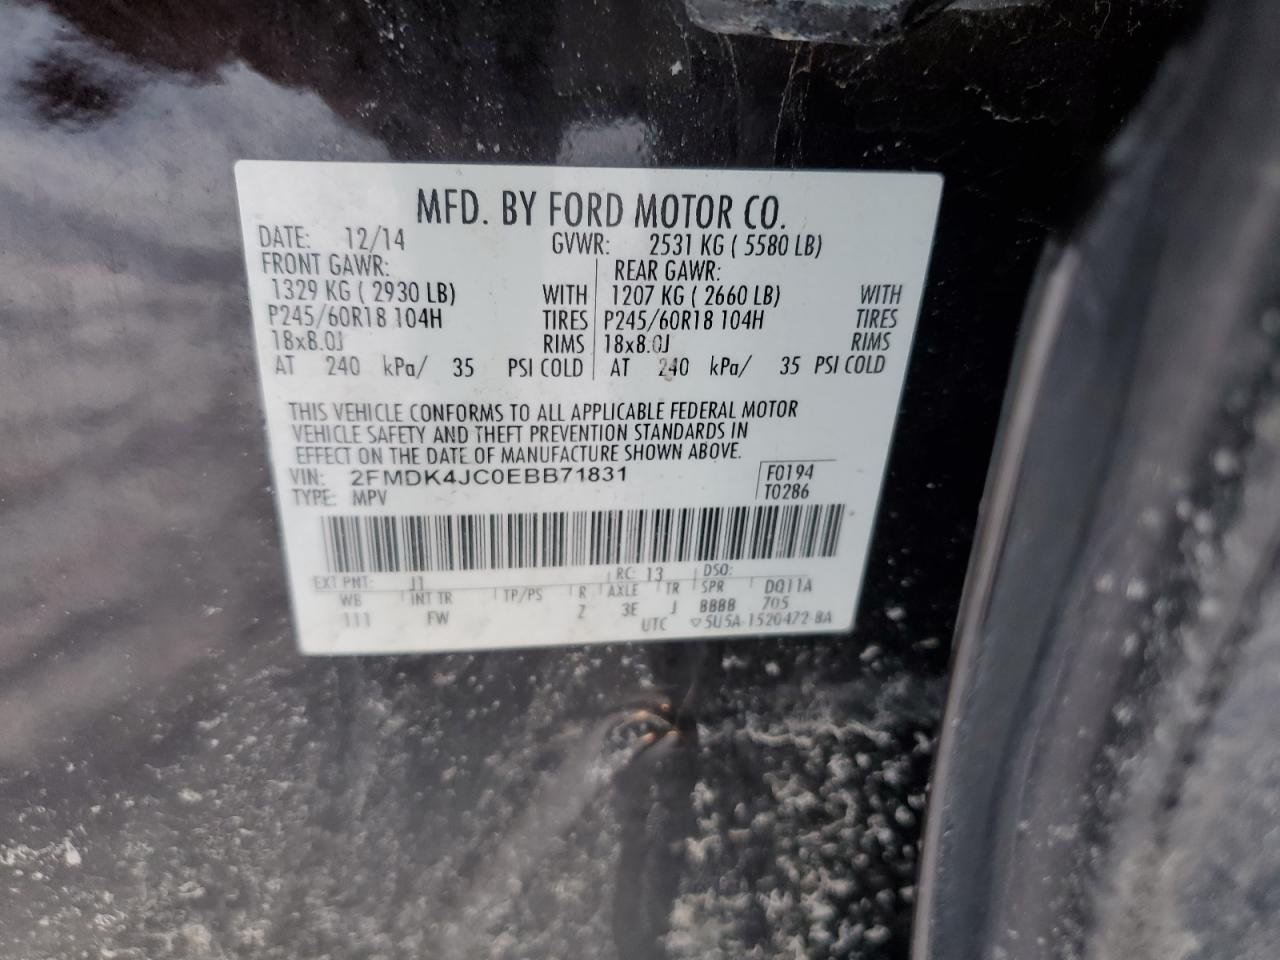 MFD. BY FORD MOTOR CO.
DATE: 12/14 GVWR: 2531 KG ( 5580 LB)
FRONT GAWR: REAR GAWR:
1329 KG ( 2930 LB) WITH 1207 KG ( 2660 LB) WITH
P245/60R18 104H TIRES P245/60R18 104H TIRES
18x8.0J RIMS 18x8.0J RIMS
AT 240 kPa/ 35 PSI COLD AT 240 kPa/ 35 PSI COLD
THIS VEHICLE CONFORMS TO ALL APPLICABLE FEDERAL MOTOR
VEHICLE SAFETY AND THEFT PREVENTION STANDARDS IN
EFFECT ON THE DATE OF MANUFACTURE SHOWN ABOVE.
VIN: 2FMDK4JC0EBB71831 F0194
TYPE: MPV T0286
EXT PNT: J1 RC: 13 DSO:
WB INT TR TP/PS R AXLE TR SPR DQ11A
111 FW Z 3E J BBBB 705
UTC ▽5U5A-1520472-BA